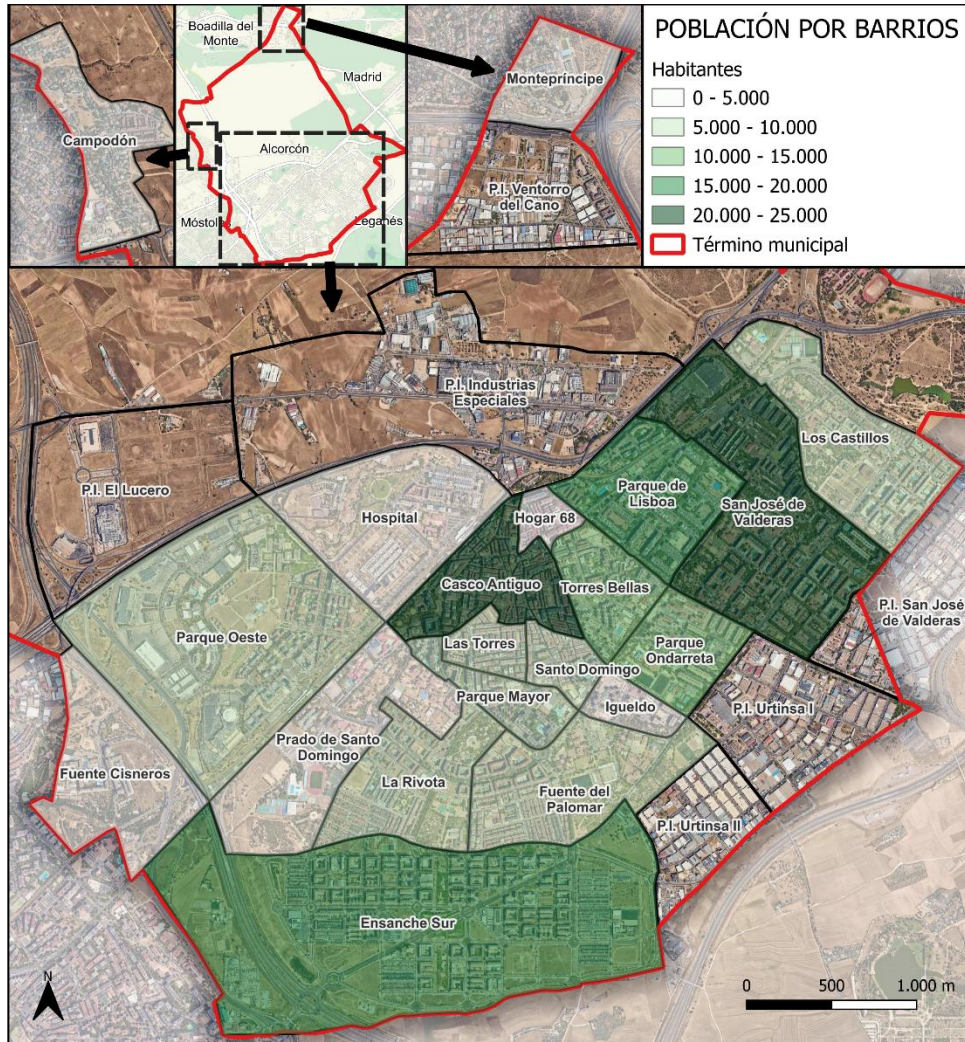 POBLACIÓN POR BARRIOS
Habitantes
0 - 5.000
5.000 - 10.000
10.000 - 15.000
15.000 - 20.000
20.000 - 25.000
Término municipal
Campodón
Boadilla del
Monte
Madrid
Alcorcón
Móstoles
Leganés
Montepríncipe
P.I. Ventorro
del Cano
P.I. Industrias
Especiales
Los Castillos
P.I. El Lucero
Parque de
Lisboa
San José de
Valderas
Hospital
Hogar 68
Casco Antiguo
Torres Bellas
P.I. San José
de Valderas
Parque Oeste
Las Torres
Parque
Ondarreta
Santo Domingo
Parque Mayor
Igueldo
P.I. Urtinsa I
Prado de Santo
Domingo
Fuente Cisneros
La Rivota
Fuente del
Palomar
P.I. Urtinsa II
Ensanche Sur
N
0 500 1.000 m